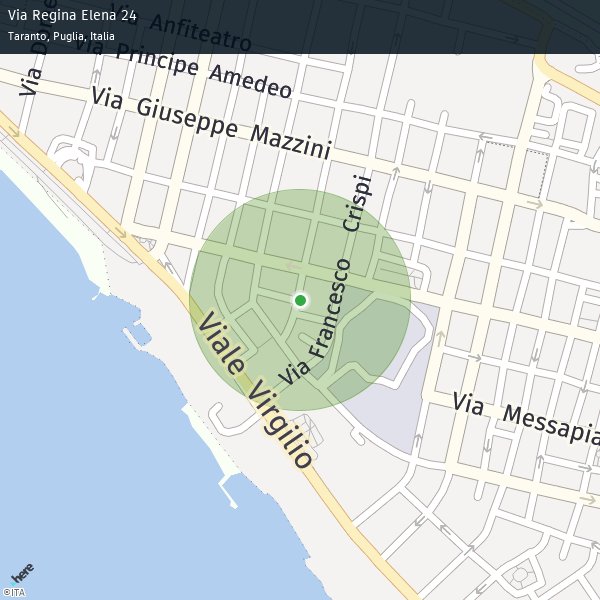 Via Regina Elena 24
Taranto, Puglia, Italia
Via Anfiteatro
Via Principe Amedeo
Via Giuseppe Mazzini
Via Francesco Crispi
Viale Virgilio
Via Messapia
here
©ITA